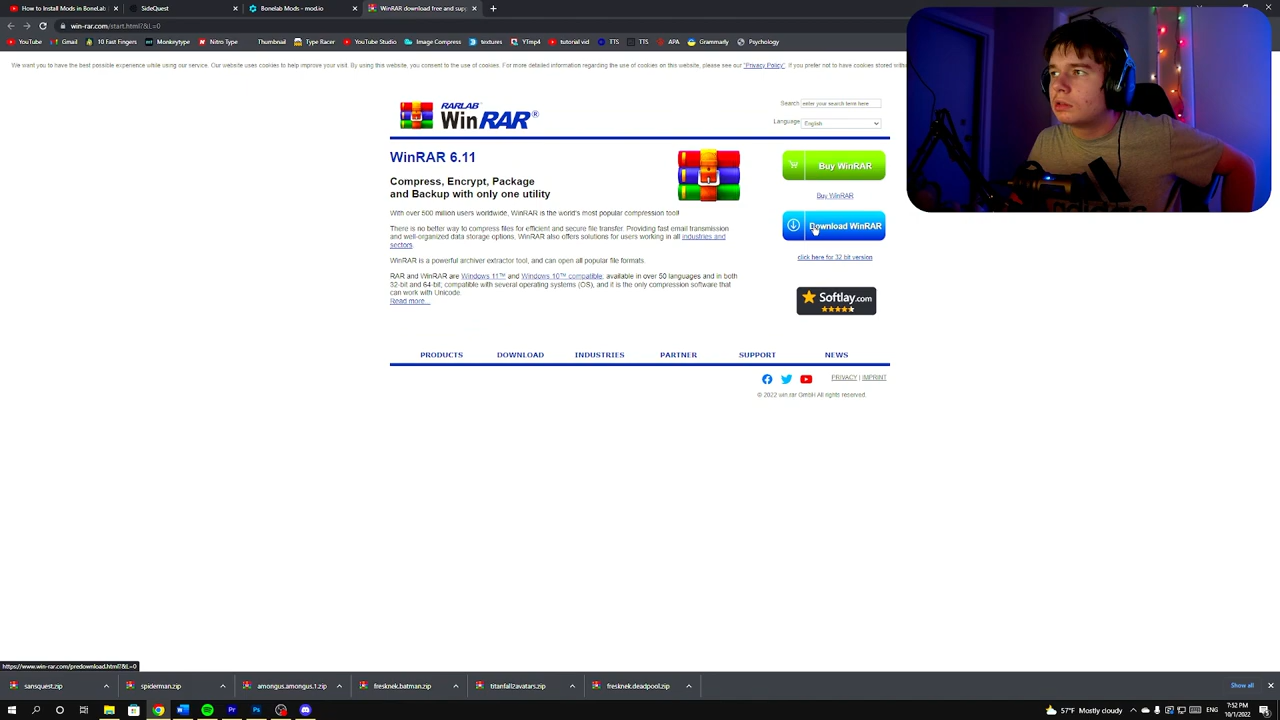 How to Install Mods in BoneLab
SideQuest
Bonelab Mods - mod.io
WinRAR download free and supp
win-rar.com/start.html?&L=0
YouTube
Gmail
10 Fast Fingers
Monkeytype
Nitro Type
Thumbnail
Type Racer
YouTube Studio
Image Compress
textures
YTmp4
tutorial vid
TTS
TTS
APA
Grammarly
Psychology
We want you to have the best possible experience while using our service. Our website uses cookies to help improve your visit. By using this website, you consent to the use of cookies. For more detailed information regarding the use of cookies on this website, please see our "Privacy Policy". If you prefer not to have cookies stored
RARLAB
WinRAR®
Search enter your search term here
Language English
WinRAR 6.11
Compress, Encrypt, Package
and Backup with only one utility
With over 500 million users worldwide, WinRAR is the world's most popular compression tool!
There is no better way to compress files for efficient and secure file transfer. Providing fast email transmission
and well-organized data storage options, WinRAR also offers solutions for users working in all industries and
sectors.
WinRAR is a powerful archiver extractor tool, and can open all popular file formats.
RAR and WinRAR are Windows 11™ and Windows 10™ compatible; available in over 50 languages and in both
32-bit and 64-bit; compatible with several operating systems (OS), and it is the only compression software that
can work with Unicode.
Read more...
Buy WinRAR
Buy WinRAR
Download WinRAR
click here for 32 bit version
Softlay.com
PRODUCTS
DOWNLOAD
INDUSTRIES
PARTNER
SUPPORT
NEWS
PRIVACY | IMPRINT
© 2022 win.rar GmbH All rights reserved.
https://www.win-rar.com/predownload.html?&L=0
sansquest.zip
spiderman.zip
amongus.amongus.1.zip
fresknek.batman.zip
titanfall2avatars.zip
fresknek.deadpool.zip
Show all
57°F Mostly cloudy
ENG
7:52 PM
10/1/2022